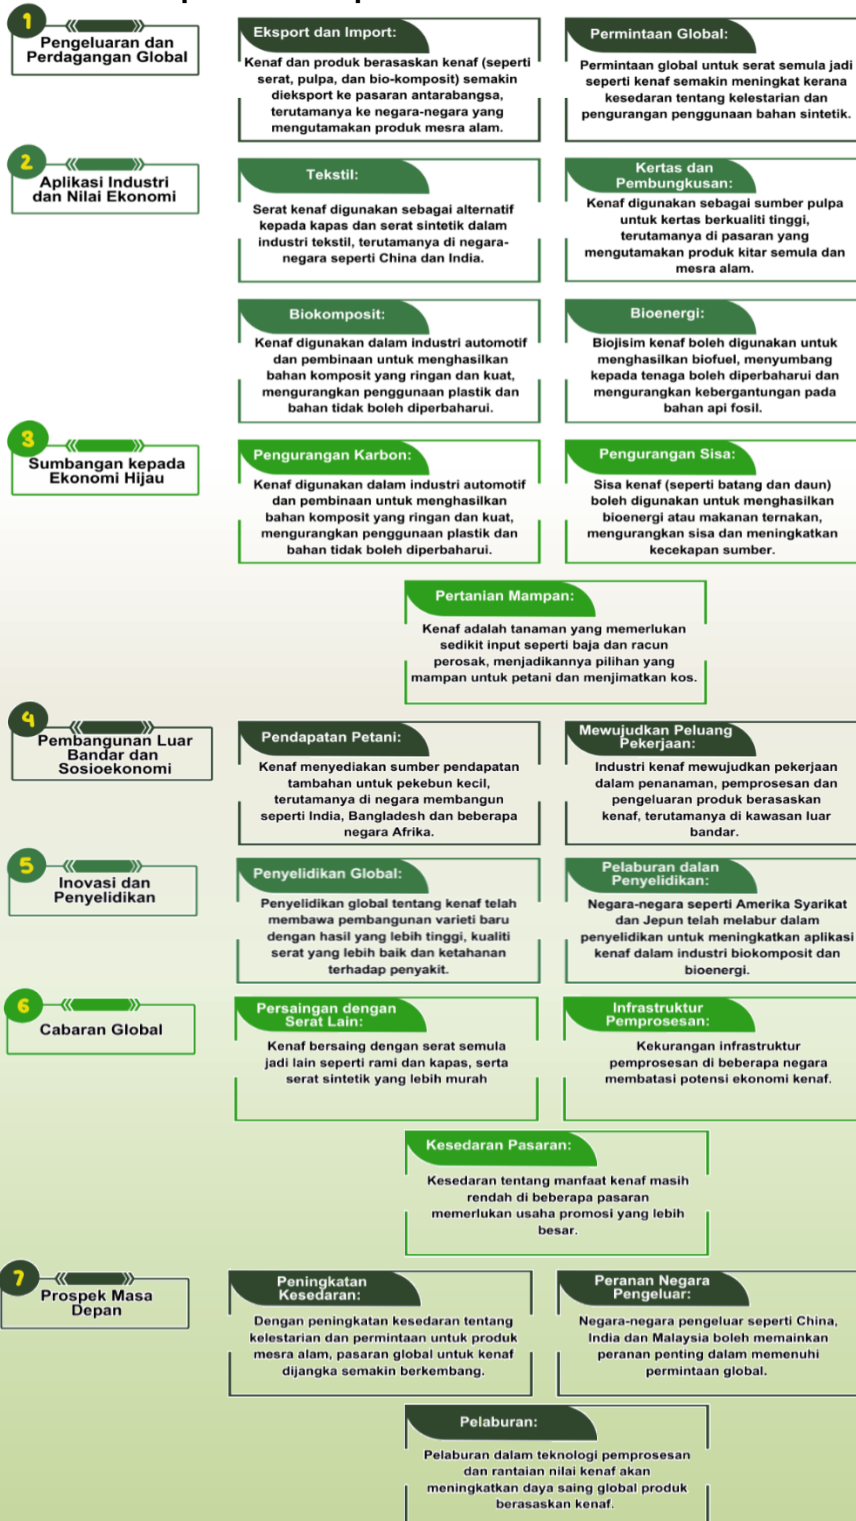 1
Pengeluaran dan
Perdagangan Global
Eksport dan Import:
Kenaf dan produk berasaskan kenaf (seperti
serat, pulpa, dan bio-komposit) semakin
dieksport ke pasaran antarabangsa,
terutamanya ke negara-negara yang
mengutamakan produk mesra alam.
Permintaan Global:
Permintaan global untuk serat semula jadi
seperti kenaf semakin meningkat kerana
kesedaran tentang kelestarian dan
pengurangan penggunaan bahan sintetik.
2
Aplikasi Industri
dan Nilai Ekonomi
Tekstil:
Serat kenaf digunakan sebagai alternatif
kepada kapas dan serat sintetik dalam
industri tekstil, terutamanya di negara-
negara seperti China dan India.
Kertas dan
Pembungkusan:
Kenaf digunakan sebagai sumber pulpa
untuk kertas berkualiti tinggi,
terutamanya di pasaran yang
mengutamakan produk kitar semula dan
mesra alam.
Biokomposit:
Kenaf digunakan dalam industri automotif
dan pembinaan untuk menghasilkan
bahan komposit yang ringan dan kuat,
mengurangkan penggunaan plastik dan
bahan tidak boleh diperbaharui.
Bioenergi:
Biojisim kenaf boleh digunakan untuk
menghasilkan biofuel, menyumbang
kepada tenaga boleh diperbaharui dan
mengurangkan kebergantungan pada
bahan api fosil.
3
Sumbangan kepada
Ekonomi Hijau
Pengurangan Karbon:
Kenaf digunakan dalam industri automotif
dan pembinaan untuk menghasilkan
bahan komposit yang ringan dan kuat,
mengurangkan penggunaan plastik dan
bahan tidak boleh diperbaharui.
Pengurangan Sisa:
Sisa kenaf (seperti batang dan daun)
boleh digunakan untuk menghasilkan
bioenergi atau makanan ternakan,
mengurangkan sisa dan meningkatkan
kecekapan sumber.
Pertanian Mampan:
Kenaf adalah tanaman yang memerlukan
sedikit input seperti baja dan racun
perosak, menjadikannya pilihan yang
mampan untuk petani dan menjimatkan kos.
4
Pembangunan Luar
Bandar dan
Sosioekonomi
Pendapatan Petani:
Kenaf menyediakan sumber pendapatan
tambahan untuk pekebun kecil,
terutamanya di negara membangun
seperti India, Bangladesh dan beberapa
negara Afrika.
Mewujudkan Peluang
Pekerjaan:
Industri kenaf mewujudkan pekerjaan
dalam penanaman, pemprosesan dan
pengeluaran produk berasaskan
kenaf, terutamanya di kawasan luar
bandar.
5
Inovasi dan
Penyelidikan
Penyelidikan Global:
Penyelidikan global tentang kenaf telah
membawa pembangunan varieti baru
dengan hasil yang lebih tinggi, kualiti
serat yang lebih baik dan ketahanan
terhadap penyakit.
Pelaburan dalan
Penyelidikan:
Negara-negara seperti Amerika Syarikat
dan Jepun telah melabur dalam
penyelidikan untuk meningkatkan aplikasi
kenaf dalam industri biokomposit dan
bioenergi.
6
Cabaran Global
Persaingan dengan
Serat Lain:
Kenaf bersaing dengan serat semula
jadi lain seperti rami dan kapas, serta
serat sintetik yang lebih murah
Infrastruktur
Pemprosesan:
Kekurangan infrastruktur
pemprosesan di beberapa negara
membatasi potensi ekonomi kenaf.
Kesedaran Pasaran:
Kesedaran tentang manfaat kenaf masih
rendah di beberapa pasaran
memerlukan usaha promosi yang lebih
besar.
7
Prospek Masa
Depan
Peningkatan
Kesedaran:
Dengan peningkatan kesedaran tentang
kelestarian dan permintaan untuk produk
mesra alam, pasaran global untuk kenaf
dijangka semakin berkembang.
Peranan Negara
Pengeluar:
Negara-negara pengeluar seperti China,
India dan Malaysia boleh memainkan
peranan penting dalam memenuhi
permintaan global.
Pelaburan:
Pelaburan dalam teknologi pemprosesan
dan rantaian nilai kenaf akan
meningkatkan daya saing global produk
berasaskan kenaf.